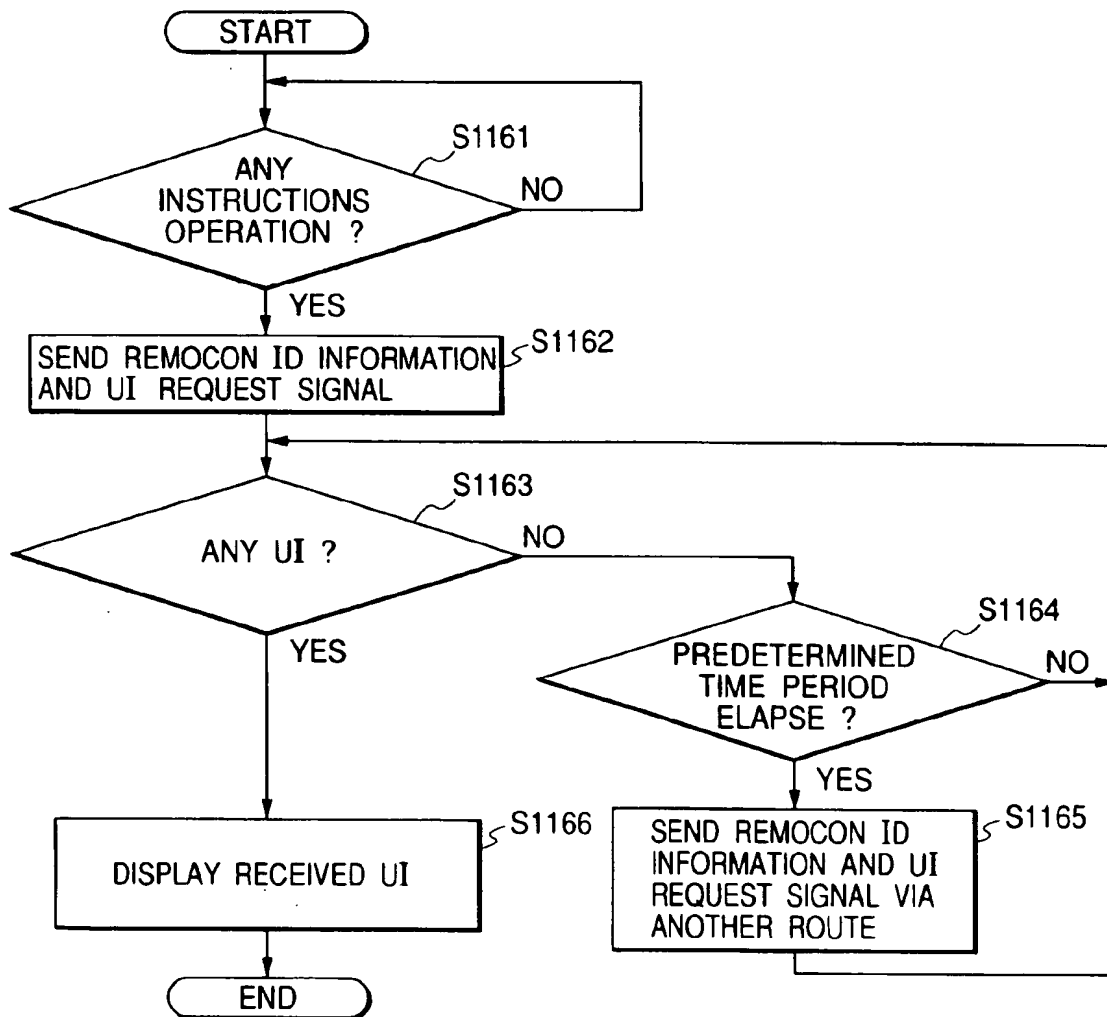 START
S1161
ANY
INSTRUCTIONS
OPERATION ?
NO
YES
S1162
SEND REMOCON ID INFORMATION
AND UI REQUEST SIGNAL
S1163
ANY UI ?
NO
YES
S1164
PREDETERMINED
TIME PERIOD
ELAPSE ?
NO
YES
S1165
SEND REMOCON ID
INFORMATION AND UI
REQUEST SIGNAL VIA
ANOTHER ROUTE
S1166
DISPLAY RECEIVED UI
END